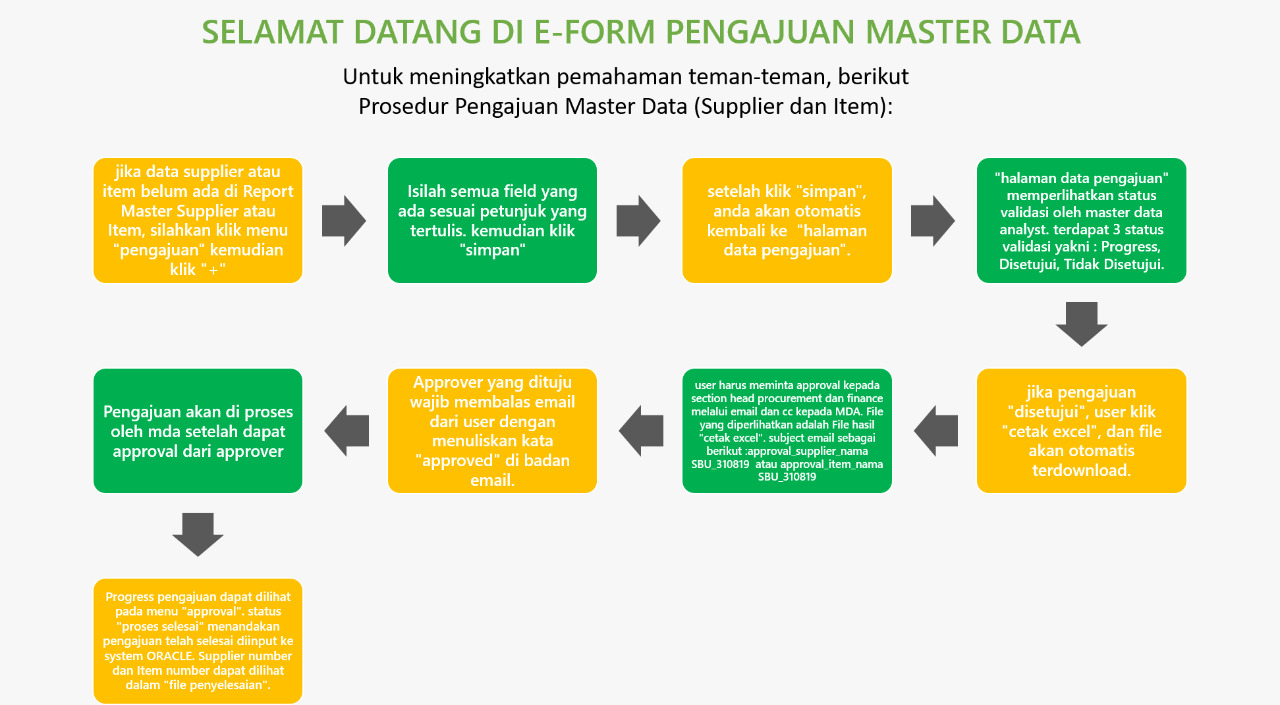 SELAMAT DATANG DI E-FORM PENGAJUAN MASTER DATA
Untuk meningkatkan pemahaman teman-teman, berikut
Prosedur Pengajuan Master Data (Supplier dan Item):
jika data supplier atau
item belum ada di Report
Master Supplier atau
Item, silahkan klik menu
"pengajuan" kemudian
klik "+"
Isilah semua field yang
ada sesuai petunjuk yang
tertulis. kemudian klik
"simpan"
setelah klik "simpan",
anda akan otomatis
kembali ke "halaman
data pengajuan".
"halaman data pengajuan"
memperlihatkan status
validasi oleh master data
analyst. terdapat 3 status
validasi yakni : Progress,
Disetujui, Tidak Disetujui.
jika pengajuan
"disetujui", user klik
"cetak excel", dan file
akan otomatis
terdownload.
user harus meminta approval kepada
section head procurement dan finance
melalui email dan cc kepada MDA. File
yang diperlihatkan adalah File hasil
"cetak excel". subject email sebagai
berikut :approval_supplier_nama
SBU_310819 atau approval_item_nama
SBU_310819
Approver yang dituju
wajib membalas email
dari user dengan
menuliskan kata
"approved" di badan
email.
Pengajuan akan di proses
oleh mda setelah dapat
approval dari approver
Progress pengajuan dapat dilihat
pada menu "approval". status
"proses selesai" menandakan
pengajuan telah selesai diinput ke
system ORACLE. Supplier number
dan Item number dapat dilihat
dalam "file penyelesaian".